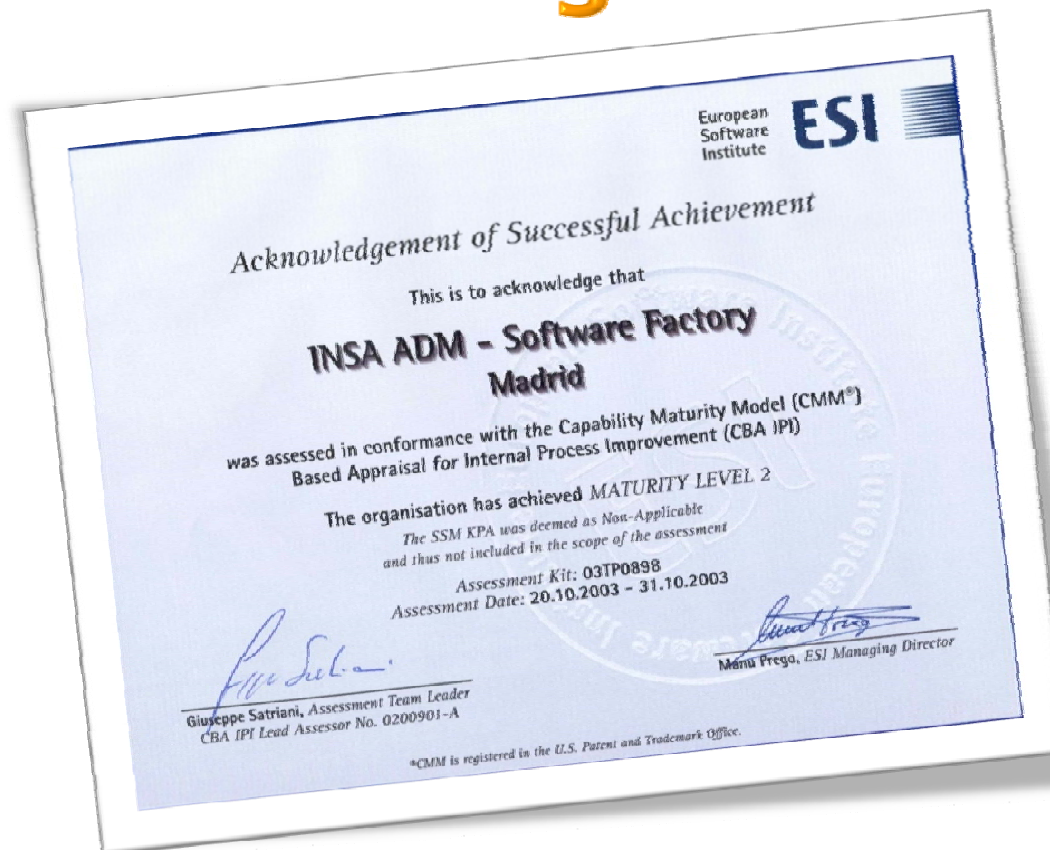 European
Software
Institute
ESI
Acknowledgement of Successful Achievement
This is to acknowledge that
INSA ADM - Software Factory
Madrid
was assessed in conformance with the Capability Maturity Model (CMM®)
Based Appraisal for Internal Process Improvement (CBA IPI)
The organisation has achieved MATURITY LEVEL 2
The SSM KPA was deemed as Non-Applicable
and thus not included in the scope of the assessment
Assessment Kit: 03TP0898
Assessment Date: 20.10.2003 - 31.10.2003
Giuseppe Satriani, Assessment Team Leader
CBA IPI Lead Assessor No. 0200901-A
Manu Prego, ESI Managing Director
®CMM is registered in the U.S. Patent and Trademark Office.